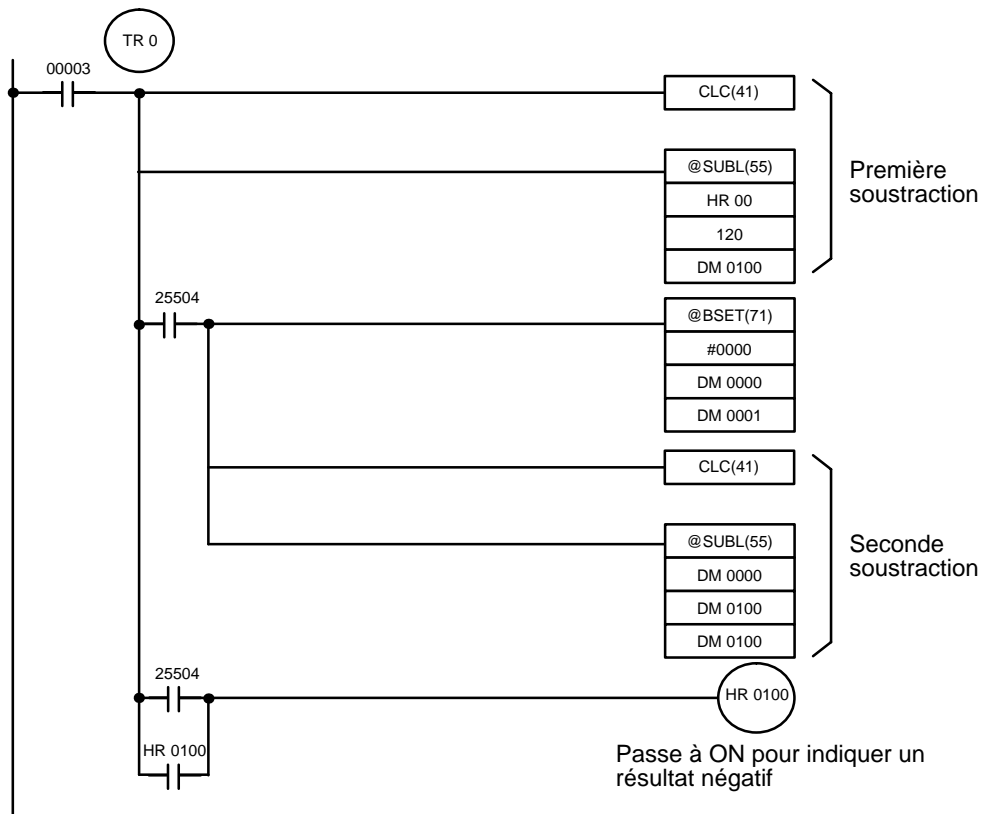 TR 0
00003
CLC(41)
@SUBL(55)
HR 00
120
DM 0100
Première
soustraction
25504
@BSET(71)
#0000
DM 0000
DM 0001
CLC(41)
@SUBL(55)
DM 0000
DM 0100
DM 0100
Seconde
soustraction
25504
HR 0100
HR 0100
Passe à ON pour indiquer un
résultat négatif